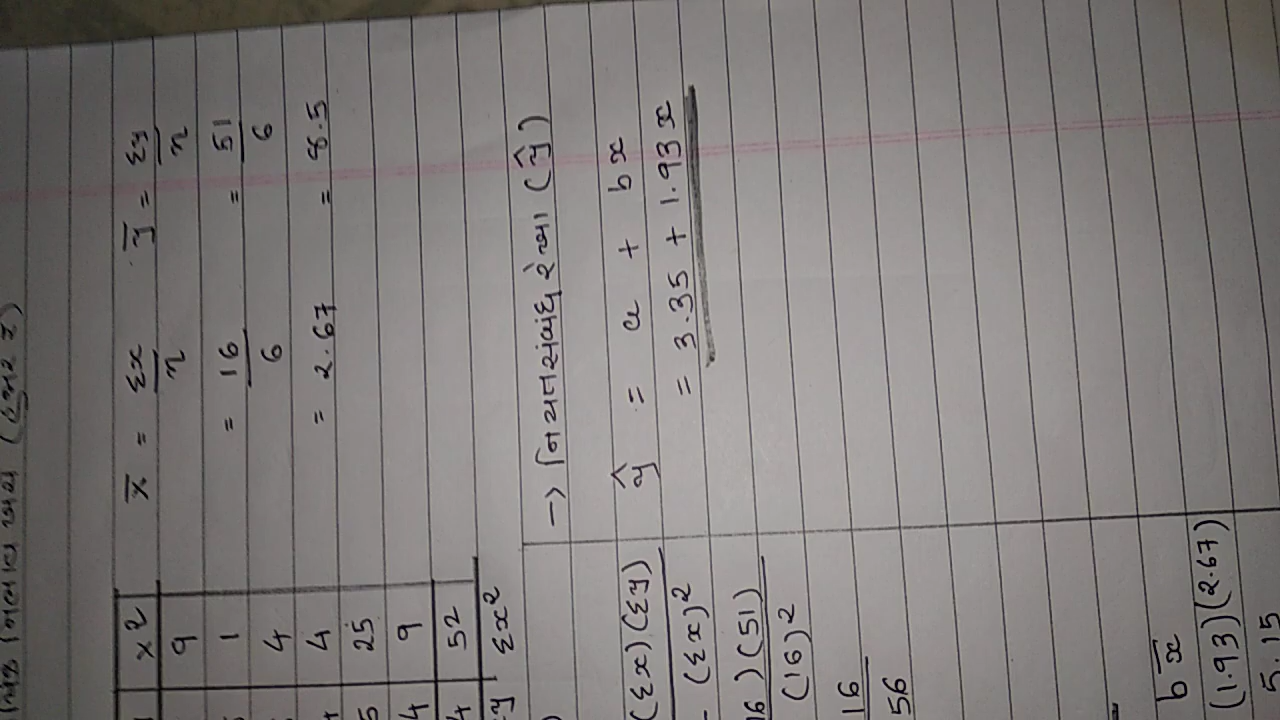 x̄ = Σx/n   ȳ = Σy/n
= 16/6   = 51/6
= 2.67   = 8.5
x2
9
1
4
4
25
9
52
Σx2
→ નિયતસંબંધ રેખા (ŷ)
ŷ = a + bx
= 3.35 + 1.93x
(Σx)(Σy)
- (Σx)2
16)(51)
(16)2
16
56
b x̄
(1.93)(2.67)
5.15